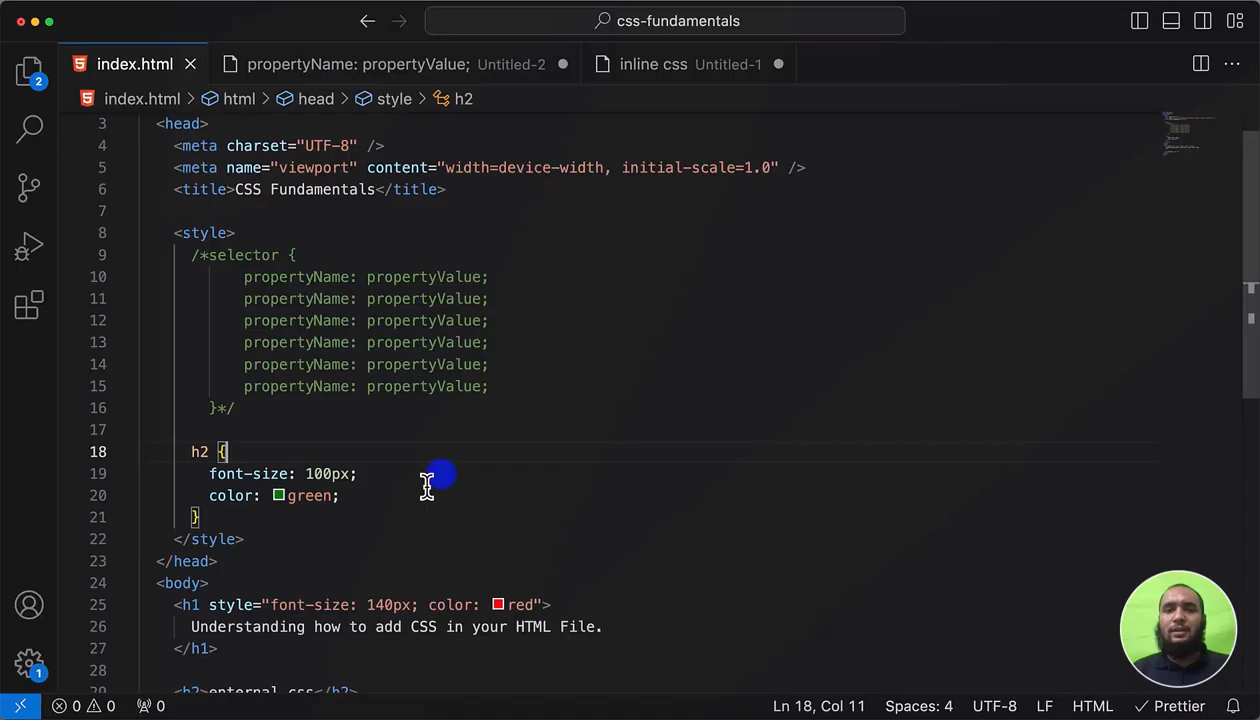 css-fundamentals
index.html propertyName: propertyValue; Untitled-2 inline css Untitled-1
index.html > html > head > style > h2
3 <head>
4 <meta charset="UTF-8" />
5 <meta name="viewport" content="width=device-width, initial-scale=1.0" />
6 <title>CSS Fundamentals</title>
7
8 <style>
9 /*selector {
10 propertyName: propertyValue;
11 propertyName: propertyValue;
12 propertyName: propertyValue;
13 propertyName: propertyValue;
14 propertyName: propertyValue;
15 propertyName: propertyValue;
16 }*/
17
18 h2 {
19 font-size: 100px;
20 color: green;
21 }
22 </style>
23 </head>
24 <body>
25 <h1 style="font-size: 140px; color: red">
26 Understanding how to add CSS in your HTML File.
27 </h1>
28
29 <h2>external css</h2>
2
1
0 0 0 Ln 18, Col 11 Spaces: 4 UTF-8 LF HTML Prettier